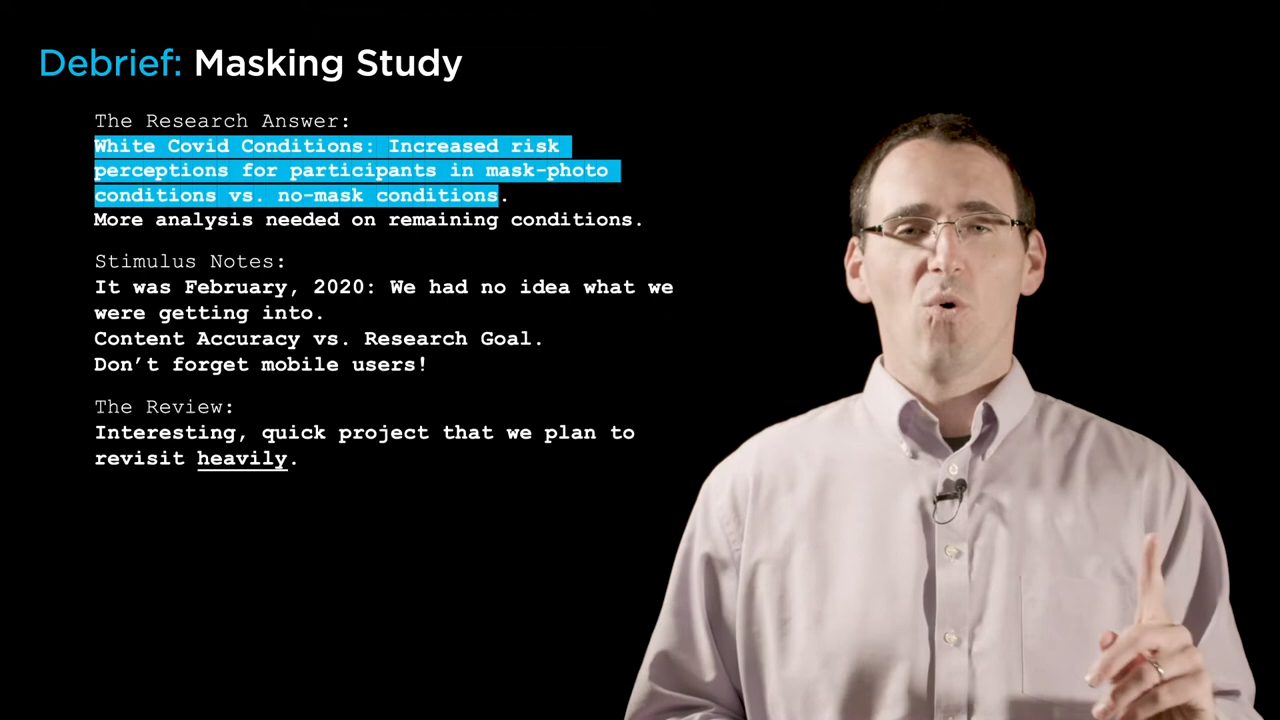 Debrief: Masking Study
The Research Answer:
White Covid Conditions: Increased risk
perceptions for participants in mask-photo
conditions vs. no-mask conditions.
More analysis needed on remaining conditions.
Stimulus Notes:
It was February, 2020: We had no idea what we
were getting into.
Content Accuracy vs. Research Goal.
Don’t forget mobile users!
The Review:
Interesting, quick project that we plan to
revisit heavily.